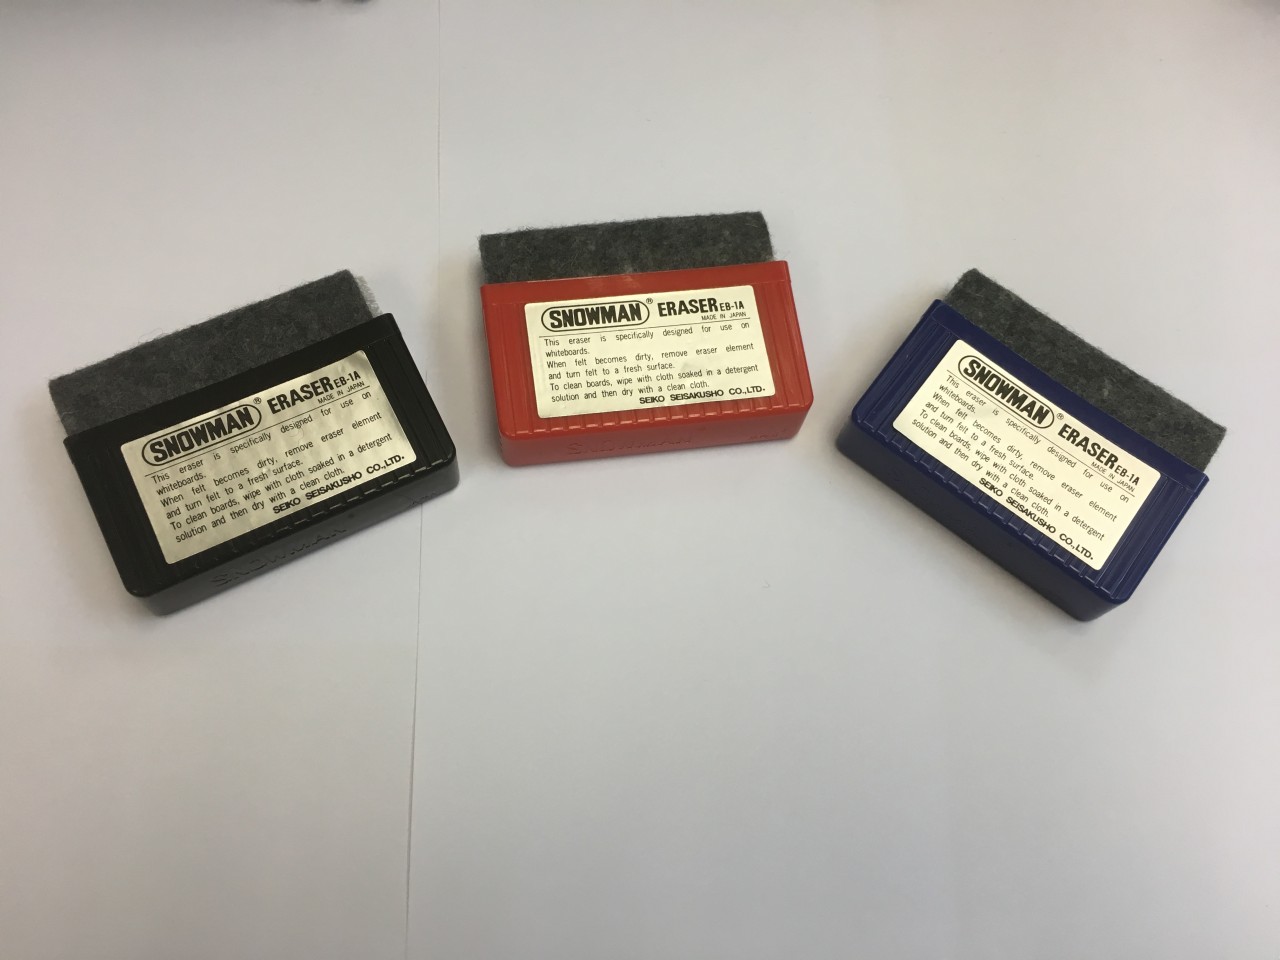 SNOWMAN® ERASER EB-1A
MADE IN JAPAN
This eraser is specifically designed for use on
whiteboards.
When felt becomes dirty, remove eraser element
and turn felt to a fresh surface.
To clean boards, wipe with cloth soaked in a detergent
solution and then dry with a clean cloth.
SEIKO SEISAKUSHO CO.,LTD.
SNOWMAN
SNOWMAN® ERASER EB-1A
MADE IN JAPAN
This eraser is specifically designed for use on
whiteboards.
When felt becomes dirty, remove eraser element
and turn felt to a fresh surface.
To clean boards, wipe with cloth soaked in a detergent
solution and then dry with a clean cloth.
SEIKO SEISAKUSHO CO.,LTD.
SNOWMAN
SNOWMAN® ERASER EB-1A
MADE IN JAPAN
This eraser is specifically designed for use on
whiteboards.
When felt becomes dirty, remove eraser element
and turn felt to a fresh surface.
To clean boards, wipe with cloth soaked in a detergent
solution and then dry with a clean cloth.
SEIKO SEISAKUSHO CO.,LTD.